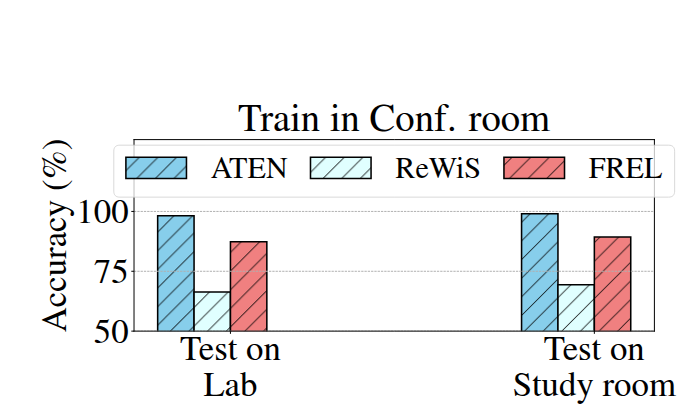 Train in Conf. room
ATEN ReWiS FREL
Accuracy (%)
100
75
50
Test on Lab
Test on Study room